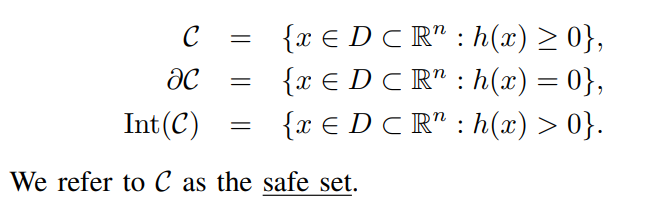 𝒞 = {x ∈ D ⊂ ℝⁿ : h(x) ≥ 0},
∂𝒞 = {x ∈ D ⊂ ℝⁿ : h(x) = 0},
Int(𝒞) = {x ∈ D ⊂ ℝⁿ : h(x) > 0}.
We refer to 𝒞 as the safe set.